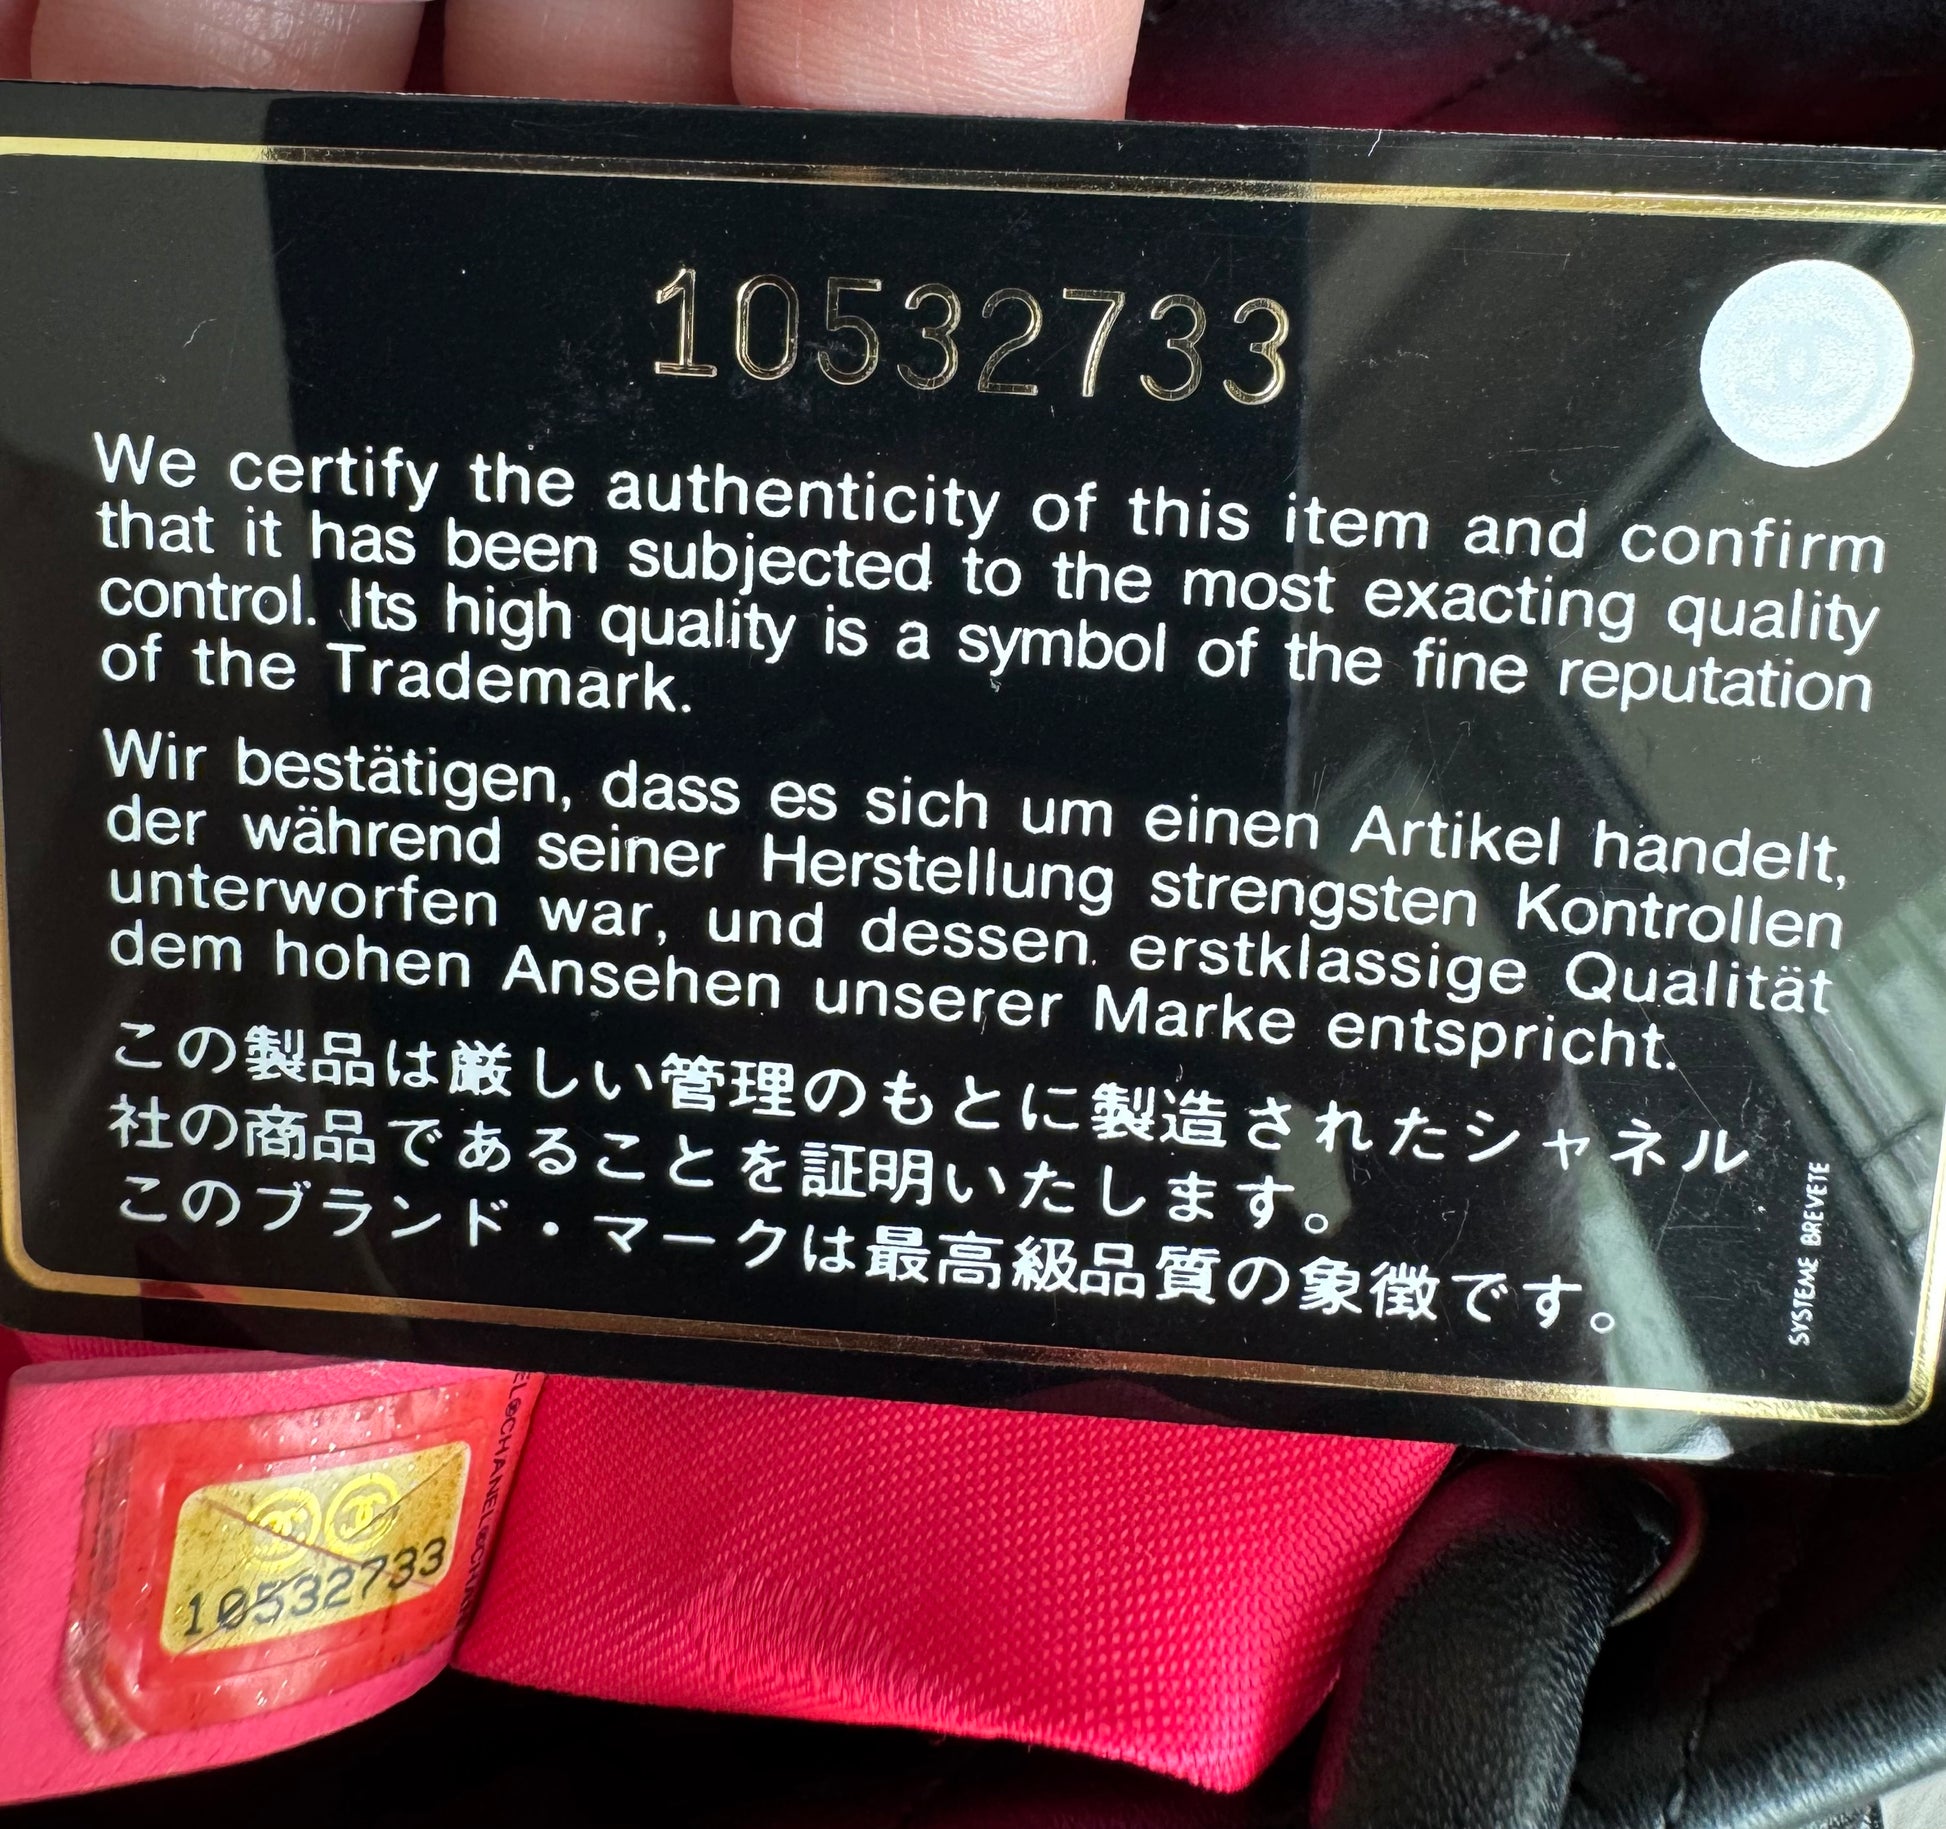 10532733
We certify the authenticity of this item and confirm
that it has been subjected to the most exacting quality
control. Its high quality is a symbol of the fine reputation
of the Trademark.
Wir bestätigen, dass es sich um einen Artikel handelt,
der während seiner Herstellung strengsten Kontrollen
unterworfen war, und dessen erstklassige Qualität
dem hohen Ansehen unserer Marke entspricht.
この製品は厳しい管理のもとに製造されたシャネル
社の商品であることを証明いたします。
このブランド・マークは最高級品質の象徴です。
SYSTEME BREVETE
EL©CHANEL©CHAN
10532733